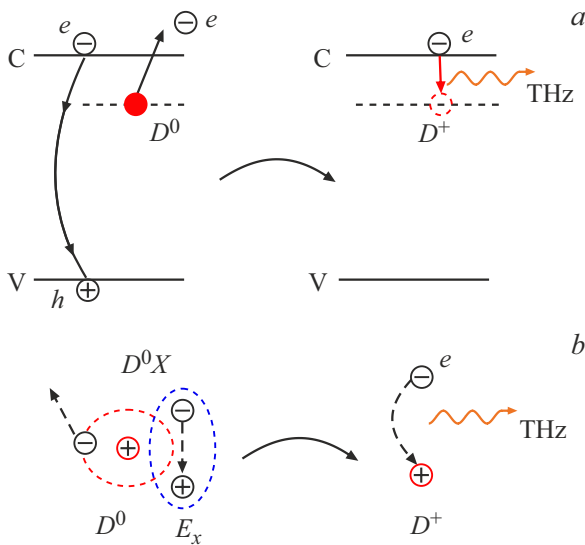 a
e e e
C C
THz
D⁰ D⁺
V V
h
b
D⁰X e
THz
D⁰ Eₓ D⁺